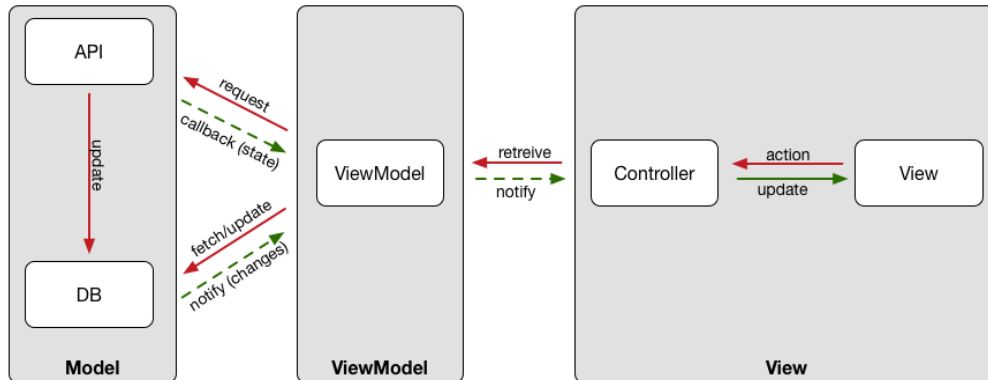 API
update
DB
Model
request
callback (state)
fetch/update
notify (changes)
ViewModel
ViewModel
retreive
notify
Controller
action
update
View
View